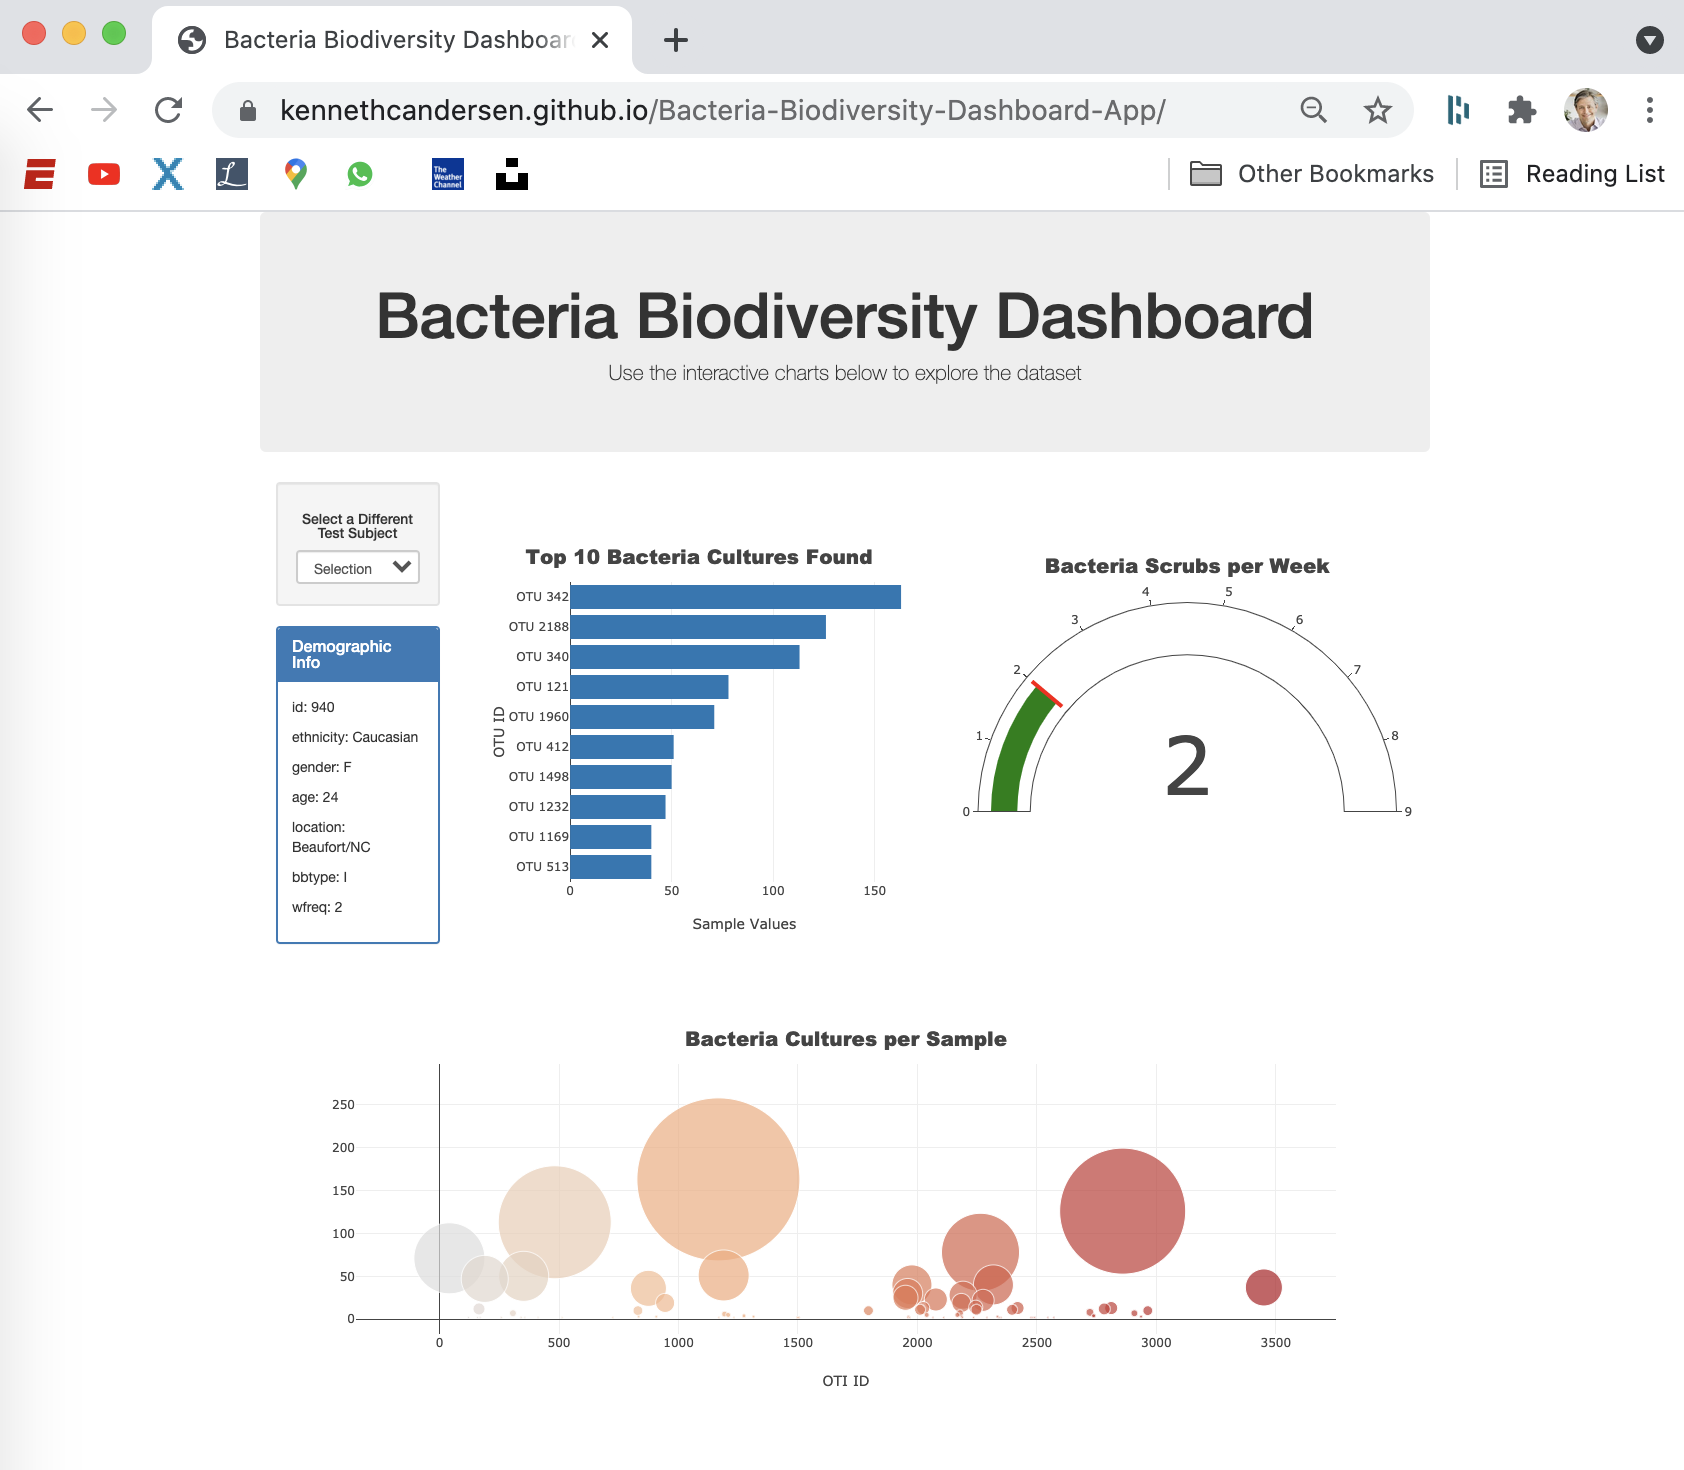 Bacteria Biodiversity Dashboar
kennethcandersen.github.io/Bacteria-Biodiversity-Dashboard-App/
The Weather Channel
Other Bookmarks
Reading List
Bacteria Biodiversity Dashboard
Use the interactive charts below to explore the dataset
Select a Different
Test Subject
Selection
Demographic
Info
id: 940
ethnicity: Caucasian
gender: F
age: 24
location:
Beaufort/NC
bbtype: I
wfreq: 2
Top 10 Bacteria Cultures Found
OTU ID
OTU 342
OTU 2188
OTU 340
OTU 121
OTU 1960
OTU 412
OTU 1498
OTU 1232
OTU 1169
OTU 513
0 50 100 150
Sample Values
Bacteria Scrubs per Week
0 1 2 3 4 5 6 7 8 9
2
Bacteria Cultures per Sample
250
200
150
100
50
0
0 500 1000 1500 2000 2500 3000 3500
OTI ID